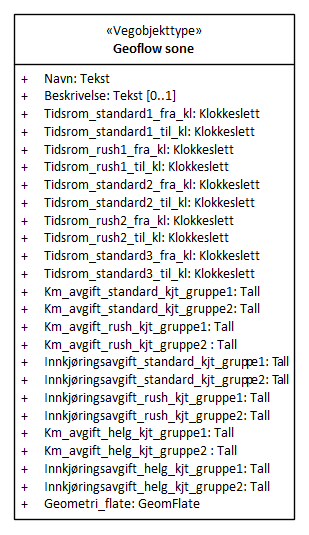 «Vegobjekttype»
Geoflow sone
+ Navn: Tekst
+ Beskrivelse: Tekst [0..1]
+ Tidsrom_standard1_fra_kl: Klokkeslett
+ Tidsrom_standard1_til_kl: Klokkeslett
+ Tidsrom_rush1_fra_kl: Klokkeslett
+ Tidsrom_rush1_til_kl: Klokkeslett
+ Tidsrom_standard2_fra_kl: Klokkeslett
+ Tidsrom_standard2_til_kl: Klokkeslett
+ Tidsrom_rush2_fra_kl: Klokkeslett
+ Tidsrom_rush2_til_kl: Klokkeslett
+ Tidsrom_standard3_fra_kl: Klokkeslett
+ Tidsrom_standard3_til_kl: Klokkeslett
+ Km_avgift_standard_kjt_gruppe1: Tall
+ Km_avgift_standard_kjt_gruppe2: Tall
+ Km_avgift_rush_kjt_gruppe1: Tall
+ Km_avgift_rush_kjt_gruppe2 : Tall
+ Innkjøringsavgift_standard_kjt_gruppe1: Tall
+ Innkjøringsavgift_standard_kjt_gruppe2: Tall
+ Innkjøringsavgift_rush_kjt_gruppe1: Tall
+ Innkjøringsavgift_rush_kjt_gruppe2: Tall
+ Km_avgift_helg_kjt_gruppe1: Tall
+ Km_avgift_helg_kjt_gruppe2 : Tall
+ Innkjøringsavgift_helg_kjt_gruppe1: Tall
+ Innkjøringsavgift_helg_kjt_gruppe2: Tall
+ Geometri_flate: GeomFlate